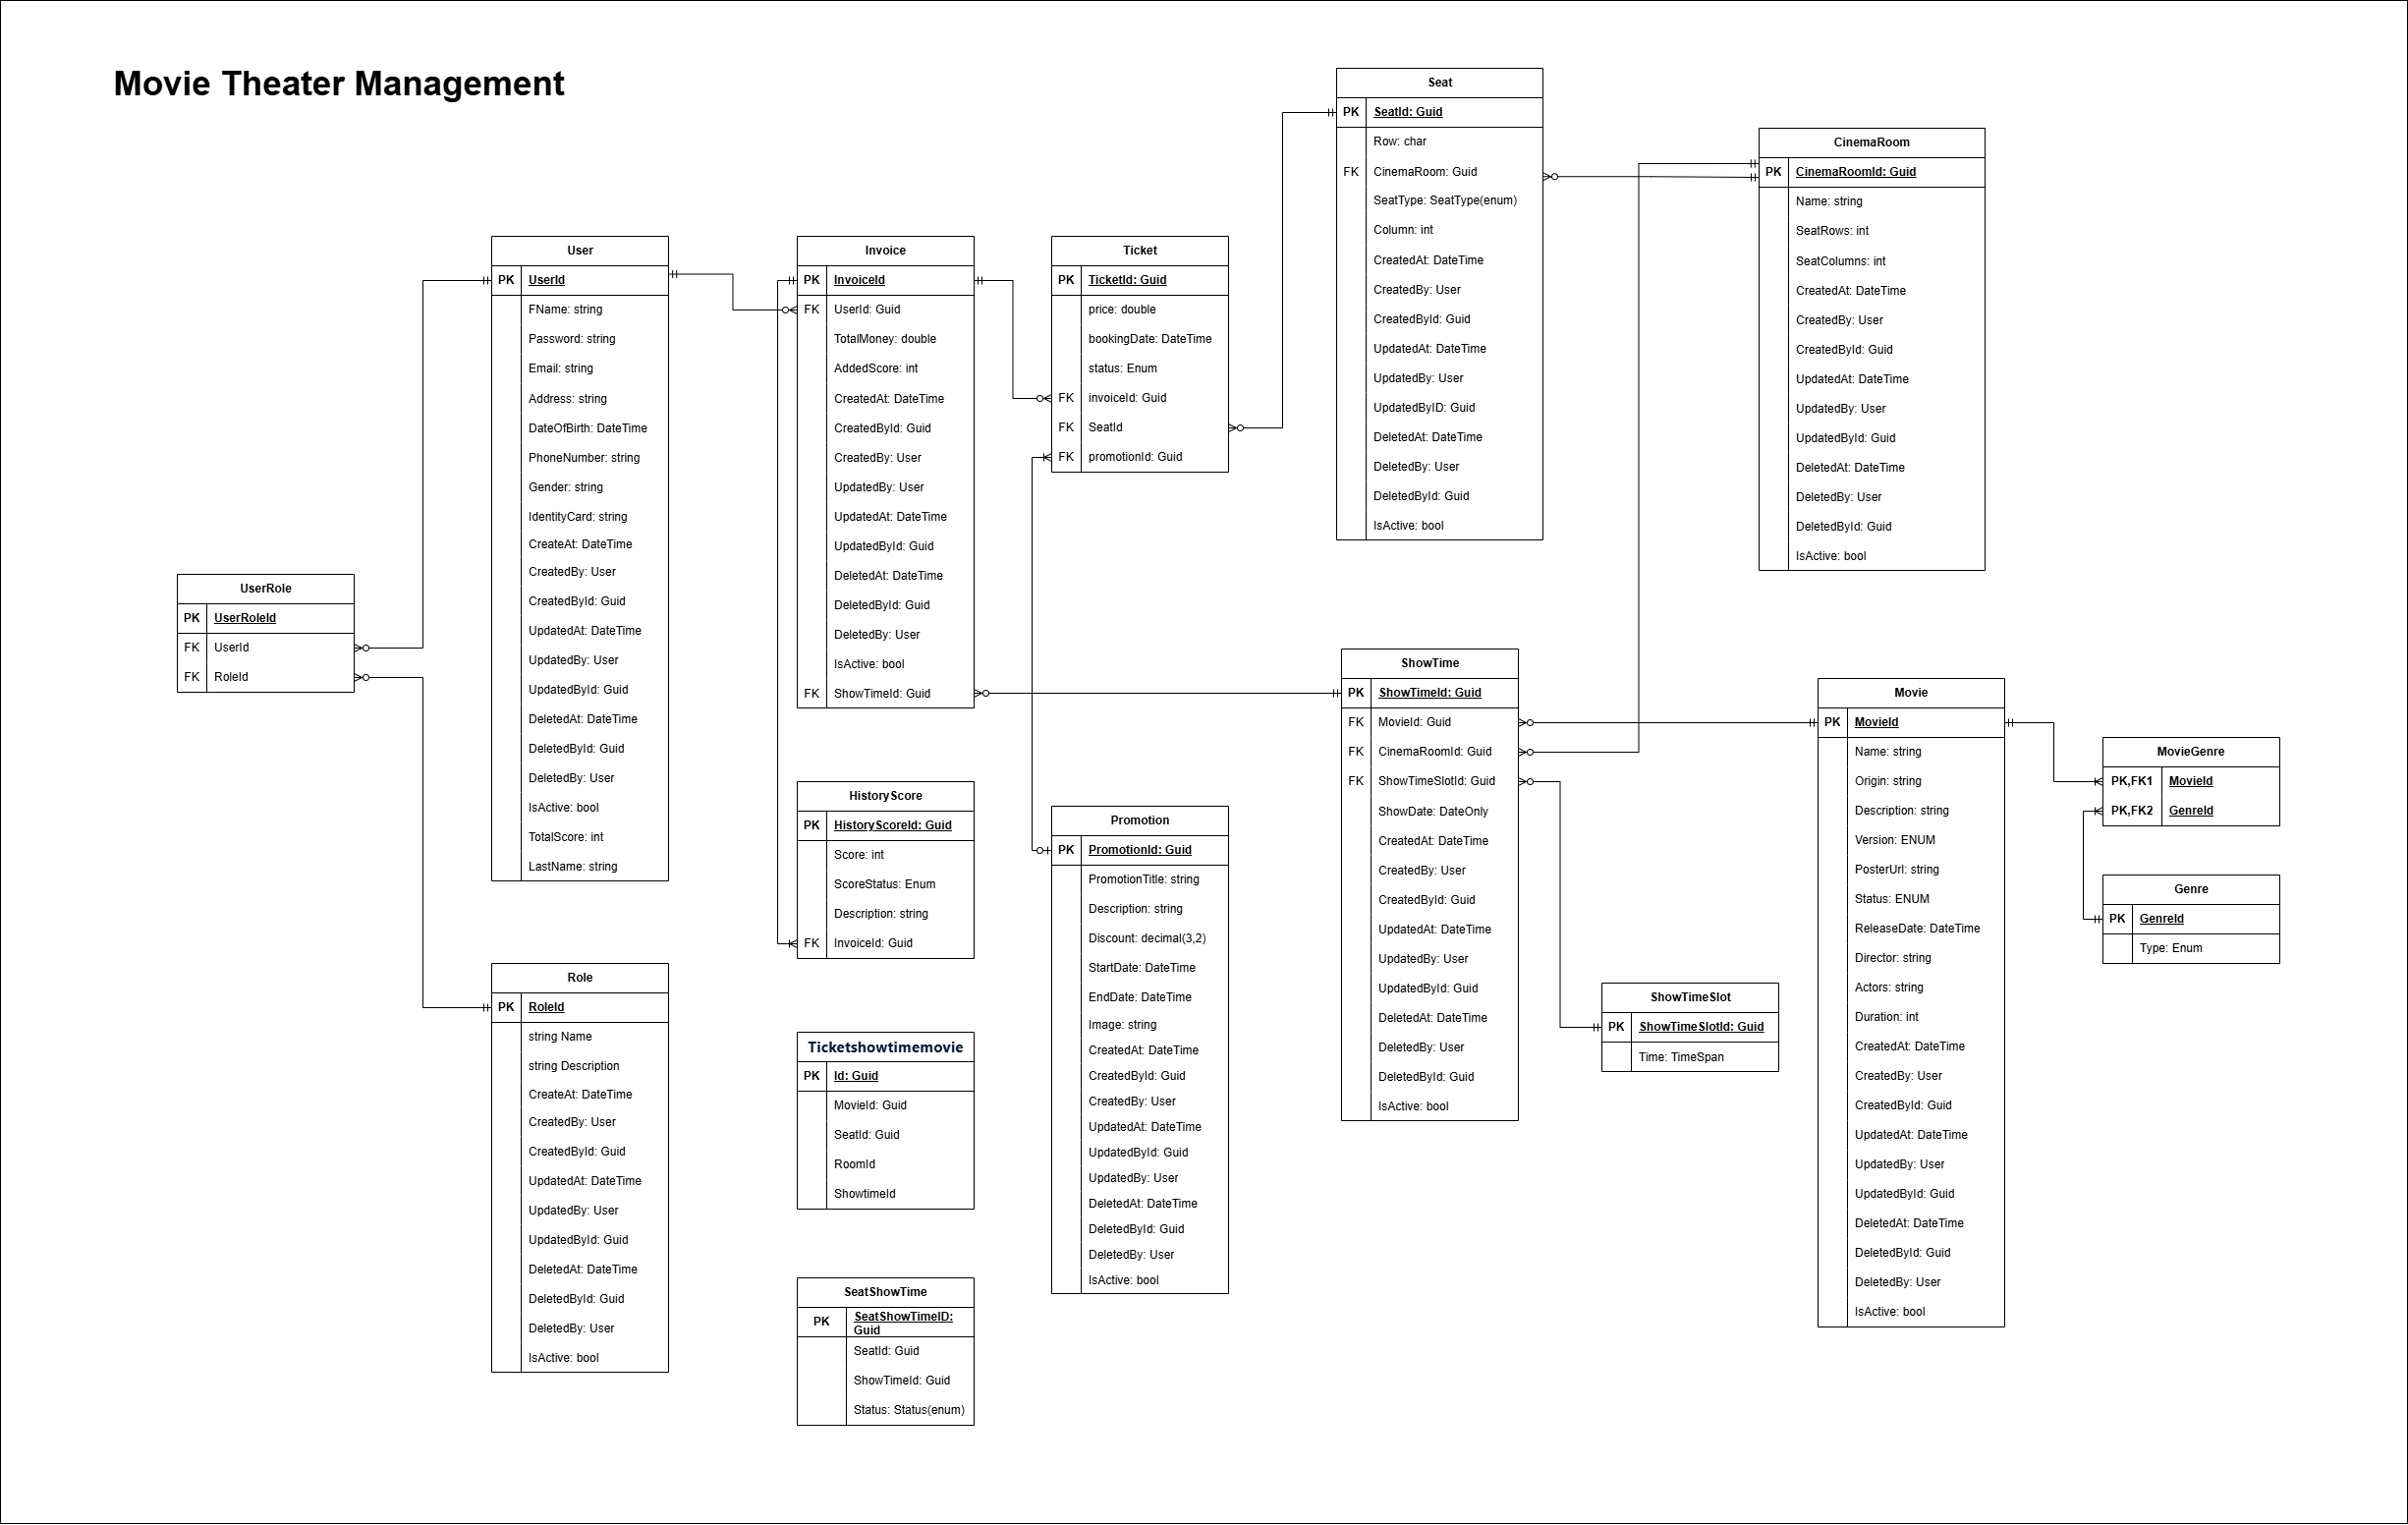 Movie Theater Management
Seat
PK SeatId: Guid
Row: char
FK CinemaRoom: Guid
SeatType: SeatType(enum)
Column: int
CreatedAt: DateTime
CreatedBy: User
CreatedById: Guid
UpdatedAt: DateTime
UpdatedBy: User
UpdatedByID: Guid
DeletedAt: DateTime
DeletedBy: User
DeletedById: Guid
IsActive: bool
CinemaRoom
PK CinemaRoomId: Guid
Name: string
SeatRows: int
SeatColumns: int
CreatedAt: DateTime
CreatedBy: User
CreatedById: Guid
UpdatedAt: DateTime
UpdatedBy: User
UpdatedById: Guid
DeletedAt: DateTime
DeletedBy: User
DeletedById: Guid
IsActive: bool
User
PK UserId
FName: string
Password: string
Email: string
Address: string
DateOfBirth: DateTime
PhoneNumber: string
Gender: string
IdentityCard: string
CreateAt: DateTime
CreatedBy: User
CreatedById: Guid
UpdatedAt: DateTime
UpdatedBy: User
UpdatedById: Guid
DeletedAt: DateTime
DeletedById: Guid
DeletedBy: User
IsActive: bool
TotalScore: int
LastName: string
Invoice
PK InvoiceId
FK UserId: Guid
TotalMoney: double
AddedScore: int
CreatedAt: DateTime
CreatedById: Guid
CreatedBy: User
UpdatedBy: User
UpdatedAt: DateTime
UpdatedById: Guid
DeletedAt: DateTime
DeletedById: Guid
DeletedBy: User
IsActive: bool
FK ShowTimeId: Guid
Ticket
PK TicketId: Guid
price: double
bookingDate: DateTime
status: Enum
FK invoiceId: Guid
FK SeatId
FK promotionId: Guid
UserRole
PK UserRoleId
FK UserId
FK RoleId
ShowTime
PK ShowTimeId: Guid
FK MovieId: Guid
FK CinemaRoomId: Guid
FK ShowTimeSlotId: Guid
ShowDate: DateOnly
CreatedAt: DateTime
CreatedBy: User
CreatedById: Guid
UpdatedAt: DateTime
UpdatedBy: User
UpdatedById: Guid
DeletedAt: DateTime
DeletedBy: User
DeletedById: Guid
IsActive: bool
Movie
PK MovieId
Name: string
Origin: string
Description: string
Version: ENUM
PosterUrl: string
Status: ENUM
ReleaseDate: DateTime
Director: string
Actors: string
Duration: int
CreatedAt: DateTime
CreatedBy: User
CreatedById: Guid
UpdatedAt: DateTime
UpdatedBy: User
UpdatedById: Guid
DeletedAt: DateTime
DeletedById: Guid
DeletedBy: User
IsActive: bool
MovieGenre
PK,FK1 MovieId
PK,FK2 GenreId
Genre
PK GenreId
Type: Enum
HistoryScore
PK HistoryScoreId: Guid
Score: int
ScoreStatus: Enum
Description: string
FK InvoiceId: Guid
Promotion
PK PromotionId: Guid
PromotionTitle: string
Description: string
Discount: decimal(3,2)
StartDate: DateTime
EndDate: DateTime
Image: string
CreatedAt: DateTime
CreatedById: Guid
CreatedBy: User
UpdatedAt: DateTime
UpdatedById: Guid
UpdatedBy: User
DeletedAt: DateTime
DeletedById: Guid
DeletedBy: User
IsActive: bool
Role
PK RoleId
string Name
string Description
CreateAt: DateTime
CreatedBy: User
CreatedById: Guid
UpdatedAt: DateTime
UpdatedBy: User
UpdatedById: Guid
DeletedAt: DateTime
DeletedById: Guid
DeletedBy: User
IsActive: bool
ShowTimeSlot
PK ShowTimeSlotId: Guid
Time: TimeSpan
Ticketshowtimemovie
PK Id: Guid
MovieId: Guid
SeatId: Guid
RoomId
ShowtimeId
SeatShowTime
PK SeatShowTimeID:
Guid
SeatId: Guid
ShowTimeId: Guid
Status: Status(enum)